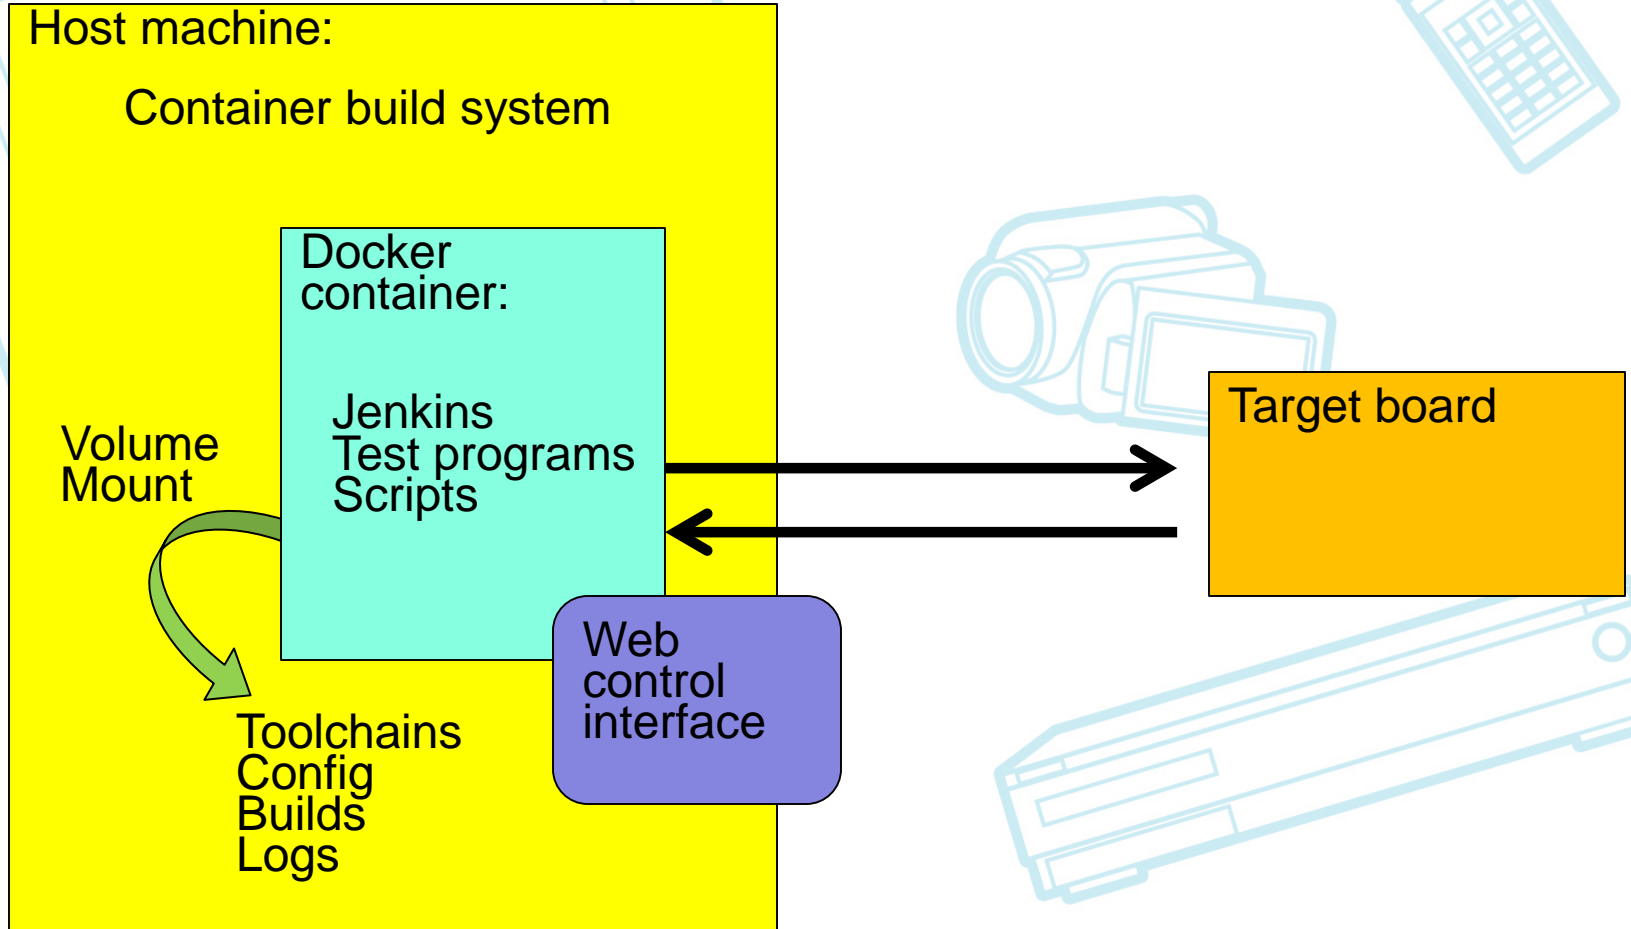 Host machine:
Container build system
Docker
container:
Jenkins
Test programs
Scripts
Volume
Mount
Toolchains
Config
Builds
Logs
Web
control
interface
Target board